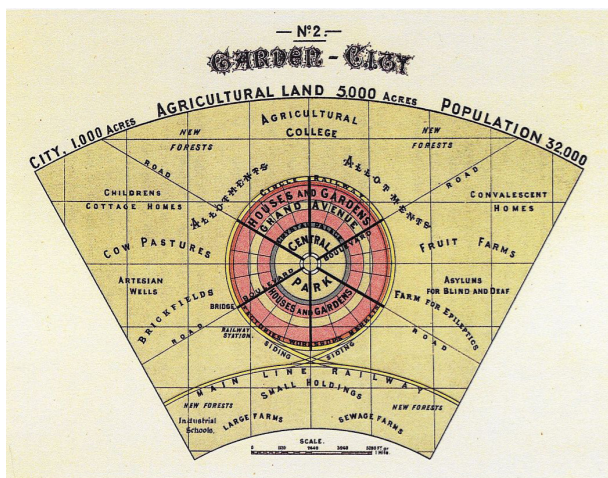 — Nº2. —
GARDEN-CITY
CITY, 1,000 ACRES AGRICULTURAL LAND 5,000 ACRES POPULATION 32,000
NEW FORESTS
AGRICULTURAL COLLEGE
NEW FORESTS
ROAD
ROAD
ALLOTMENTS
ALLOTMENTS
CHILDRENS COTTAGE HOMES
CONVALESCENT HOMES
CIRCLE RAILWAY
HOUSES AND GARDENS
GRAND AVENUE
CRYSTAL PALACE
CENTRAL
BOULEVARD
COW PASTURES
FRUIT FARMS
PARK
ARTESIAN WELLS
ASYLUMS FOR BLIND AND DEAF
BOULEVARD
HOUSES AND GARDENS
BRICKFIELDS
BRIDGE
FARM FOR EPILEPTICS
ROAD
RAILWAY STATION.
ROAD
SIDING
SIDING
MAIN LINE RAILWAY
SMALL HOLDINGS
NEW FORESTS
NEW FORESTS
Industrial Schools.
LARGE FARMS
SEWAGE FARMS
SCALE.